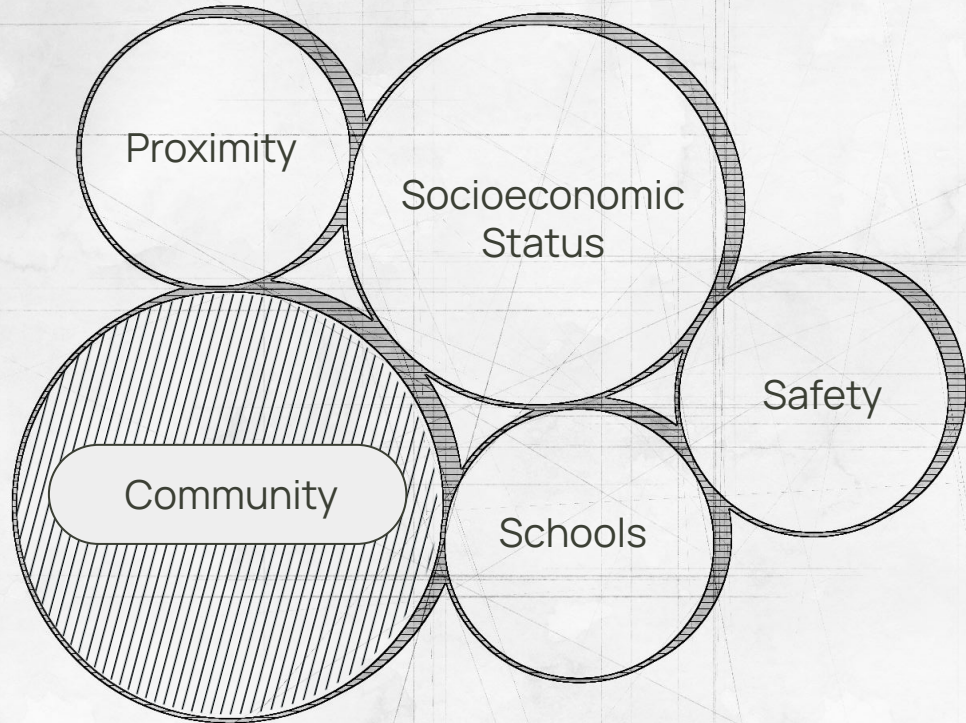 Proximity
Socioeconomic
Status
Safety
Community
Schools